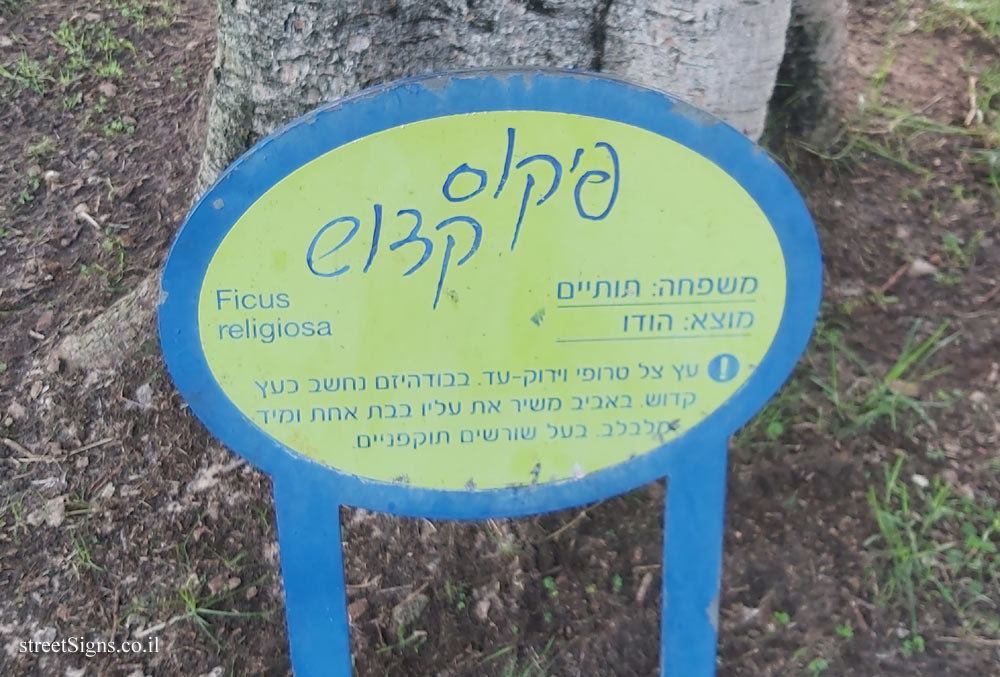 פיקוס
קדוש
Ficus
religiosa
משפחה: תותיים
מוצא: הודו
עץ צל טרופי וירוק-עד. בבודהיזם נחשב כעץ
קדוש. באביב משיר את עליו בבת אחת ומיד
מלבלב. בעל שורשים תוקפניים
streetSigns.co.il